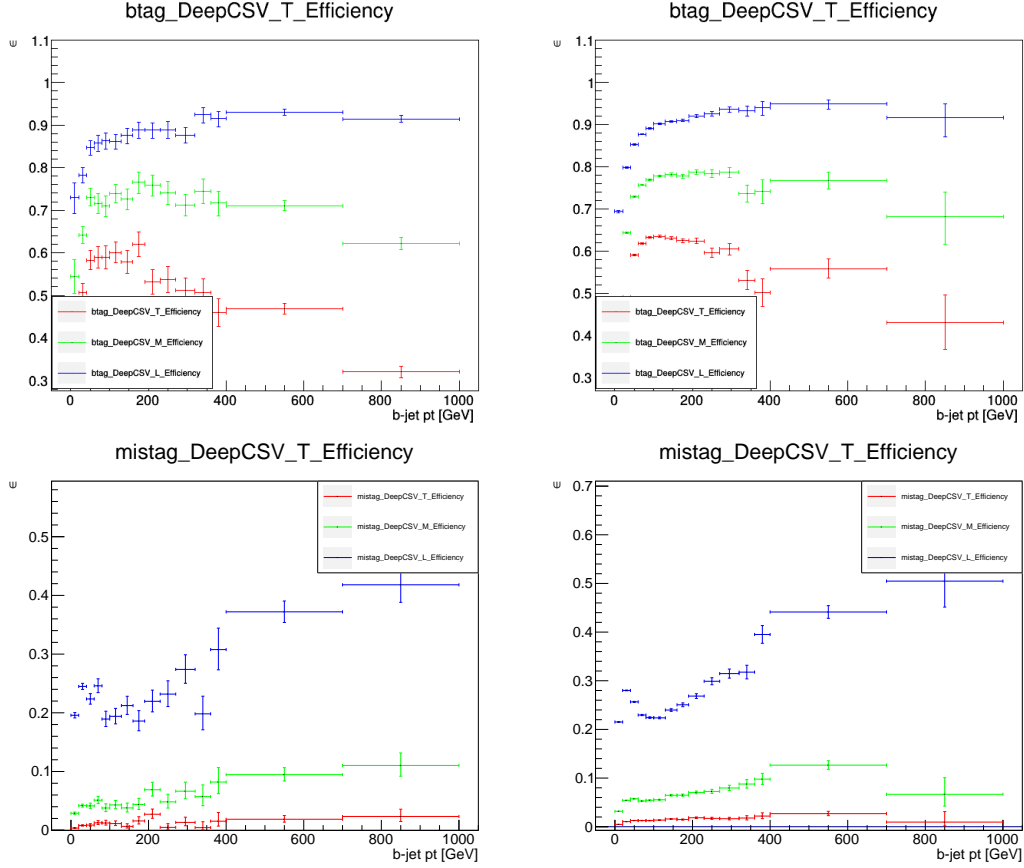 btag_DeepCSV_T_Efficiency
∈
1.1
1
0.9
0.8
0.7
0.6
0.5
0.4
0.3
btag_DeepCSV_T_Efficiency
btag_DeepCSV_M_Efficiency
btag_DeepCSV_L_Efficiency
0 200 400 600 800 1000
b-jet pt [GeV]
btag_DeepCSV_T_Efficiency
∈
1.1
1
0.9
0.8
0.7
0.6
0.5
0.4
0.3
btag_DeepCSV_T_Efficiency
btag_DeepCSV_M_Efficiency
btag_DeepCSV_L_Efficiency
0 200 400 600 800 1000
b-jet pt [GeV]
mistag_DeepCSV_T_Efficiency
∈
mistag_DeepCSV_T_Efficiency
mistag_DeepCSV_M_Efficiency
mistag_DeepCSV_L_Efficiency
0.5
0.4
0.3
0.2
0.1
0
0 200 400 600 800 1000
b-jet pt [GeV]
mistag_DeepCSV_T_Efficiency
∈
0.7
mistag_DeepCSV_T_Efficiency
mistag_DeepCSV_M_Efficiency
mistag_DeepCSV_L_Efficiency
0.6
0.5
0.4
0.3
0.2
0.1
0
0 200 400 600 800 1000
b-jet pt [GeV]